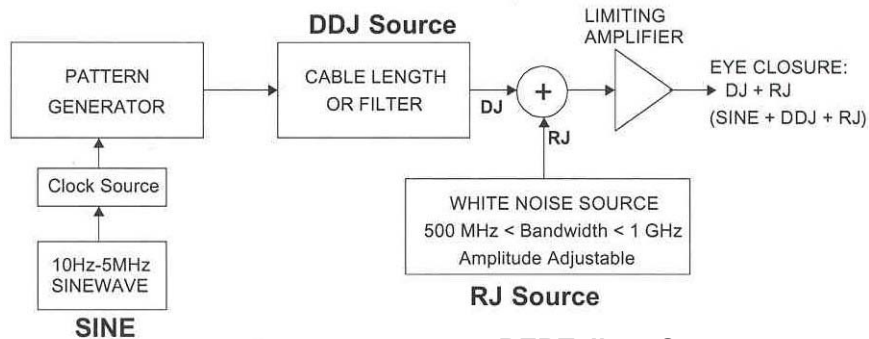 DDJ Source
LIMITING
AMPLIFIER
PATTERN
GENERATOR
CABLE LENGTH
OR FILTER
DJ
+
RJ
EYE CLOSURE:
DJ + RJ
(SINE + DDJ + RJ)
Clock Source
WHITE NOISE SOURCE
500 MHz < Bandwidth < 1 GHz
Amplitude Adjustable
10Hz-5MHz
SINEWAVE
RJ Source
SINE